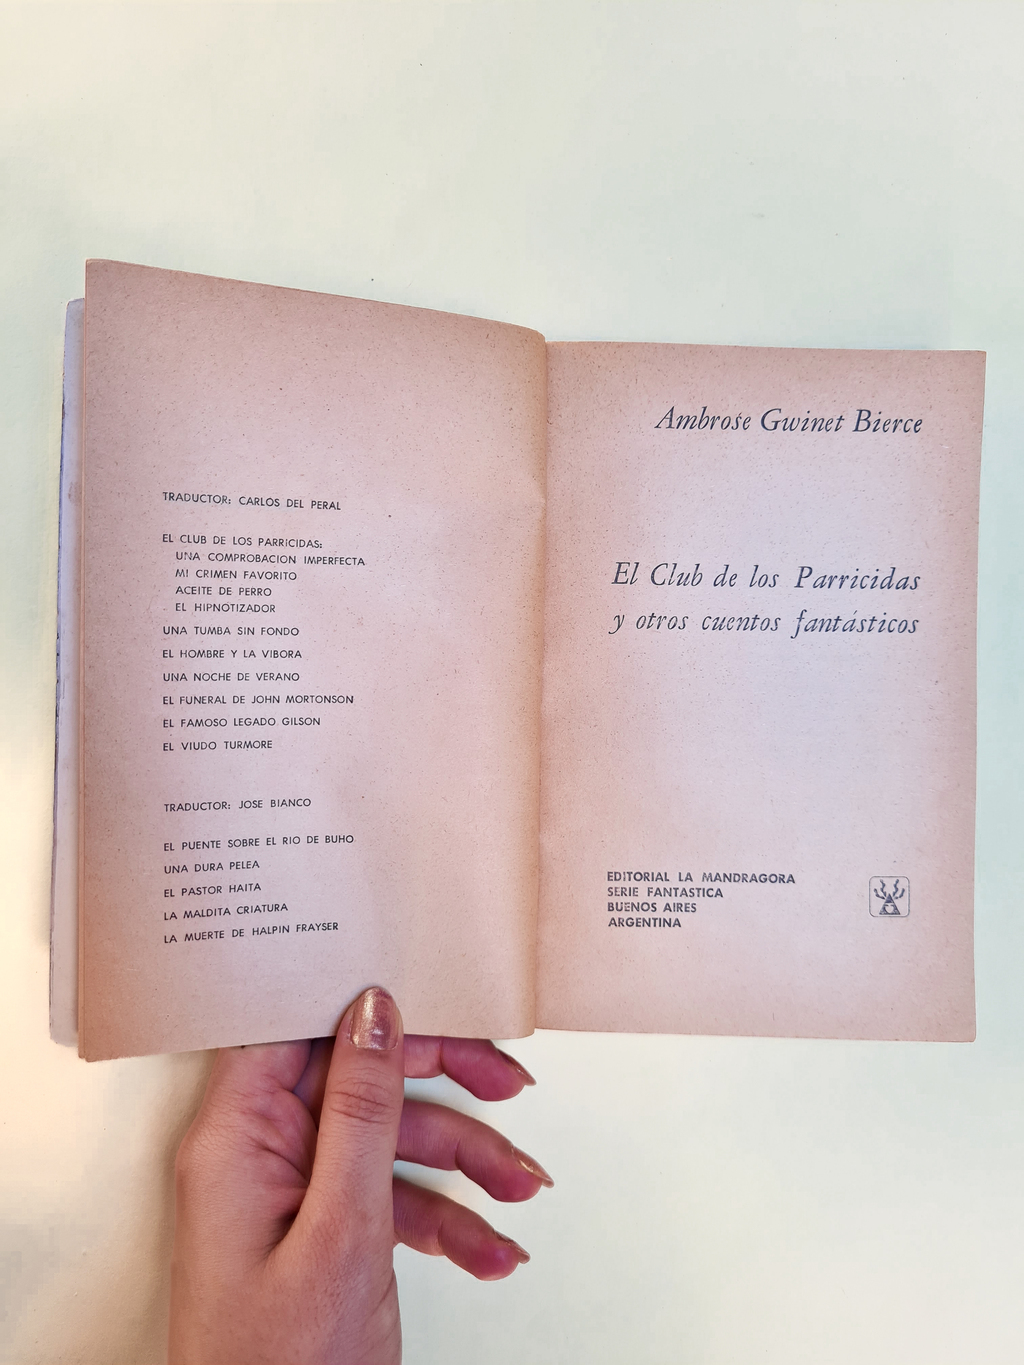 TRADUCTOR: CARLOS DEL PERAL
EL CLUB DE LOS PARRICIDAS:
UNA COMPROBACION IMPERFECTA
MI CRIMEN FAVORITO
ACEITE DE PERRO
EL HIPNOTIZADOR
UNA TUMBA SIN FONDO
EL HOMBRE Y LA VIBORA
UNA NOCHE DE VERANO
EL FUNERAL DE JOHN MORTONSON
EL FAMOSO LEGADO GILSON
EL VIUDO TURMORE
TRADUCTOR: JOSE BIANCO
EL PUENTE SOBRE EL RIO DE BUHO
UNA DURA PELEA
EL PASTOR HAITA
LA MALDITA CRIATURA
LA MUERTE DE HALPIN FRAYSER
Ambrose Gwinet Bierce
El Club de los Parricidas
y otros cuentos fantásticos
EDITORIAL LA MANDRAGORA
SERIE FANTASTICA
BUENOS AIRES
ARGENTINA